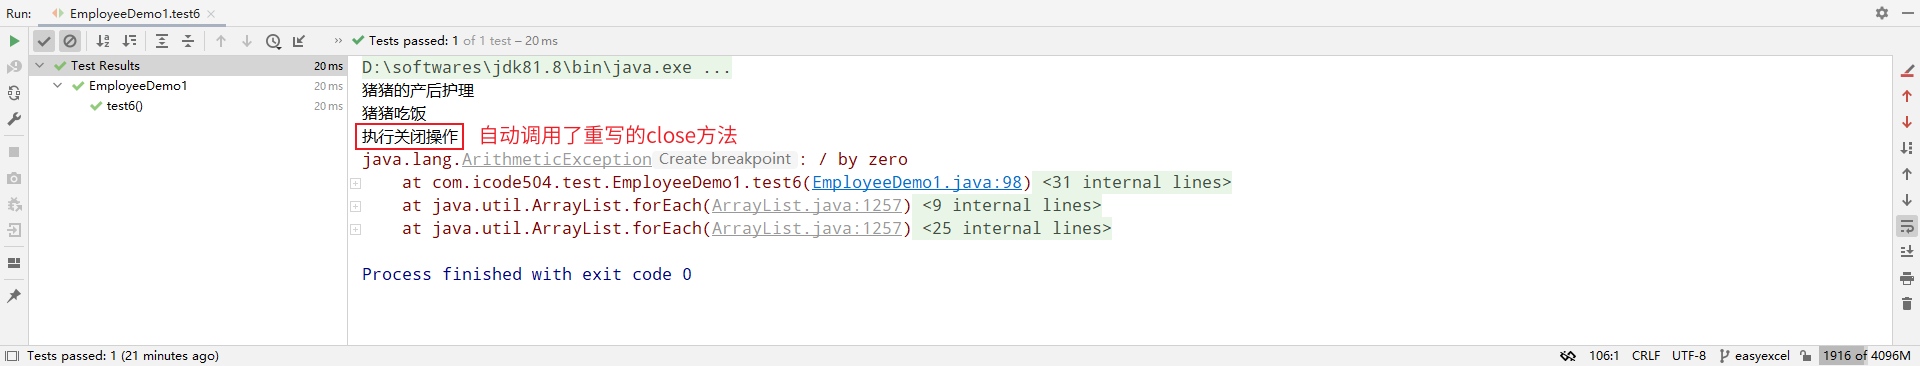 Run: EmployeeDemo1.test6
Tests passed: 1 of 1 test – 20 ms
Test Results 20 ms
EmployeeDemo1 20 ms
test6() 20 ms
D:\softwares\jdk81.8\bin\java.exe ...
猪猪的产后护理
猪猪吃饭
执行关闭操作 自动调用了重写的close方法
java.lang.ArithmeticException Create breakpoint : / by zero
at com.icode504.test.EmployeeDemo1.test6(EmployeeDemo1.java:98) <31 internal lines>
at java.util.ArrayList.forEach(ArrayList.java:1257) <9 internal lines>
at java.util.ArrayList.forEach(ArrayList.java:1257) <25 internal lines>
Process finished with exit code 0
Tests passed: 1 (21 minutes ago) 106:1 CRLF UTF-8 easyexcel 1916 of 4096M